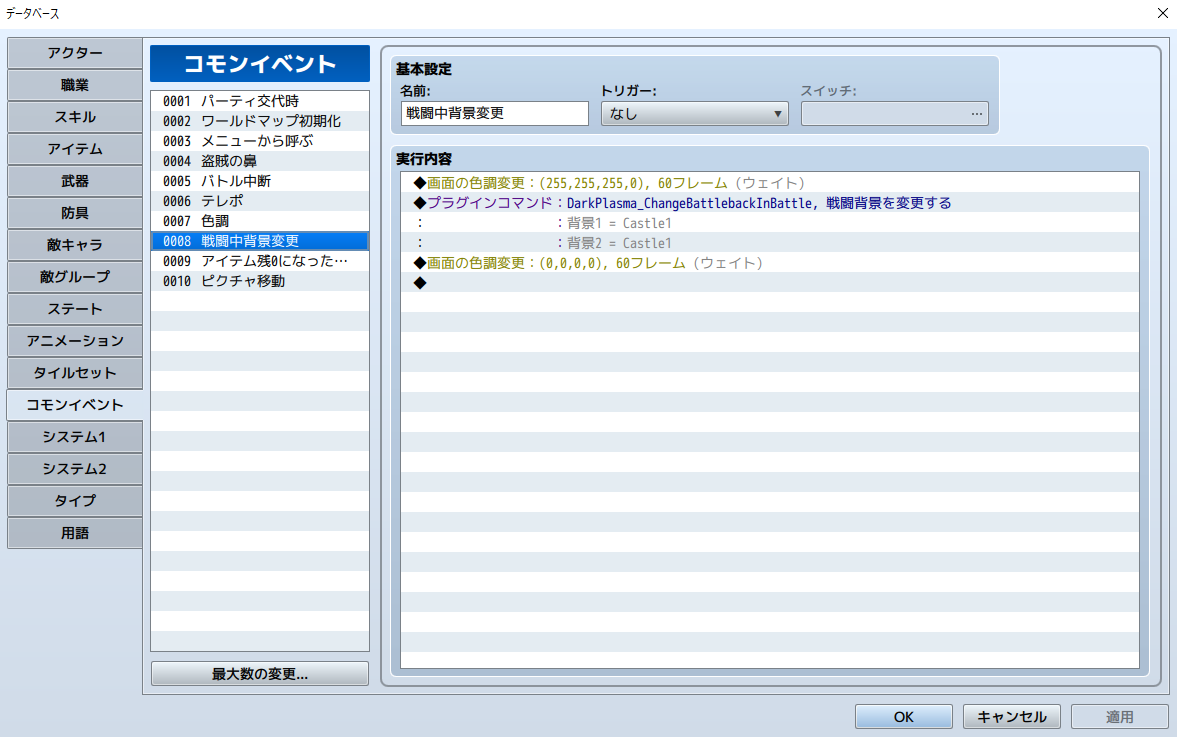 データベース
アクター
職業
スキル
アイテム
武器
防具
敵キャラ
敵グループ
ステート
アニメーション
タイルセット
コモンイベント
システム1
システム2
タイプ
用語
コモンイベント
0001 パーティ交代時
0002 ワールドマップ初期化
0003 メニューから呼ぶ
0004 盗賊の鼻
0005 バトル中断
0006 テレポ
0007 色調
0008 戦闘中背景変更
0009 アイテム残0になった…
0010 ピクチャ移動
最大数の変更...
基本設定
名前: トリガー: スイッチ:
戦闘中背景変更 なし ...
実行内容
◆画面の色調変更：(255,255,255,0), 60フレーム (ウェイト)
◆プラグインコマンド：DarkPlasma_ChangeBattlebackInBattle, 戦闘背景を変更する
： ：背景1 = Castle1
： ：背景2 = Castle1
◆画面の色調変更：(0,0,0,0), 60フレーム (ウェイト)
◆
OK キャンセル 適用